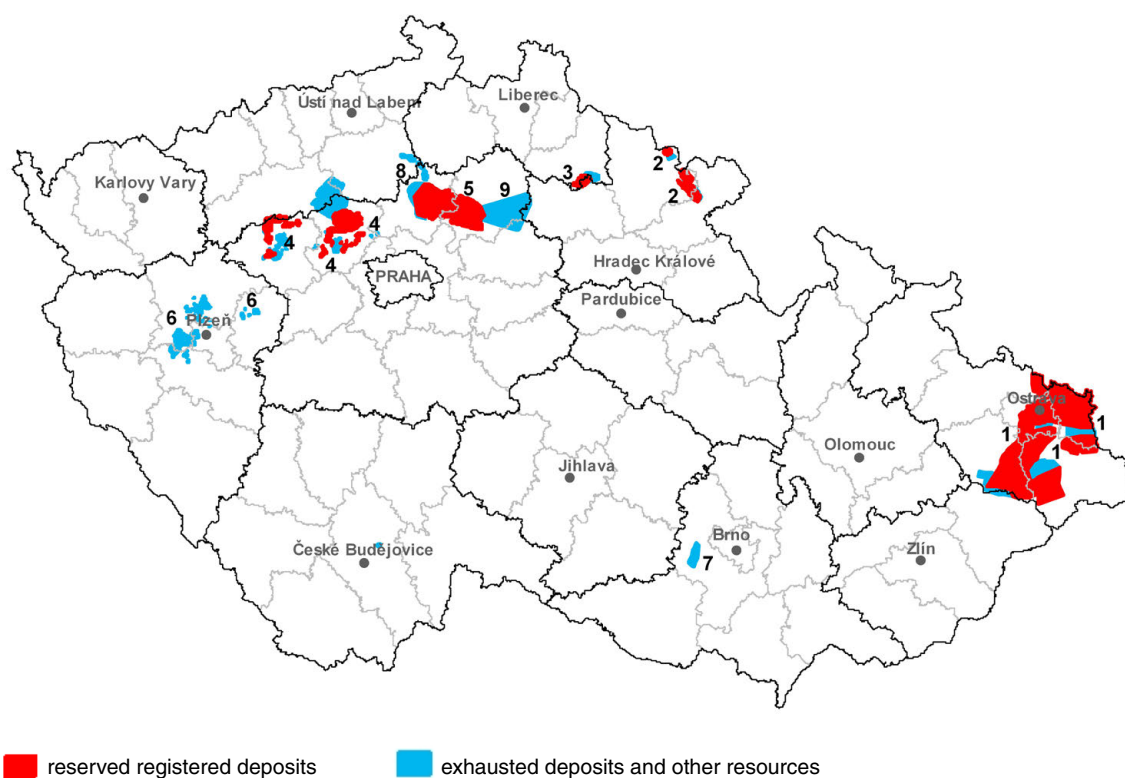 Liberec
Ústí nad Labem
2
3
8
Karlovy Vary
5
9
2
4
4
4
Hradec Králové
PRAHA
6
Pardubice
6
Plzeň
Ostrava
1
1
1
Olomouc
Jihlava
Brno
České Budějovice
Zlín
7
reserved registered deposits
exhausted deposits and other resources